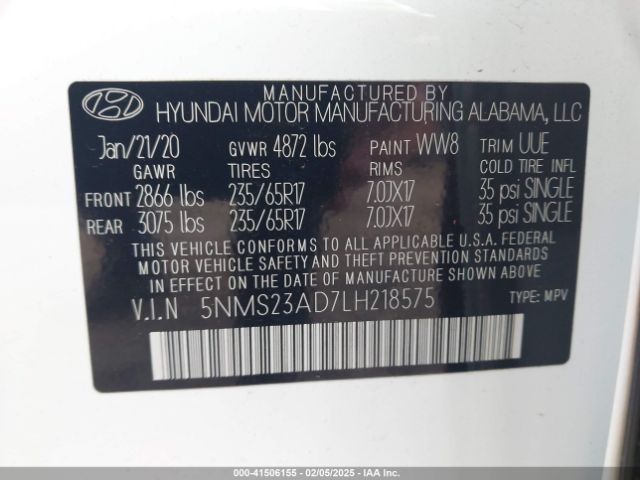 MANUFACTURED BY
HYUNDAI MOTOR MANUFACTURING ALABAMA, LLC
Jan/21/20 GVWR 4872 lbs PAINT WW8 TRIM UUE
GAWR TIRES RIMS COLD TIRE INFL
FRONT 2866 lbs 235/65R17 7.0JX17 35 psi SINGLE
REAR 3075 lbs 235/65R17 7.0JX17 35 psi SINGLE
THIS VEHICLE CONFORMS TO ALL APPLICABLE U.S.A. FEDERAL
MOTOR VEHICLE SAFETY AND THEFT PREVENTION STANDARDS
IN EFFECT ON THE DATE OF MANUFACTURE SHOWN ABOVE.
V.I.N 5NMS23AD7LH218575 TYPE: MPV
000-41506155 - 02/05/2025 - IAA Inc.